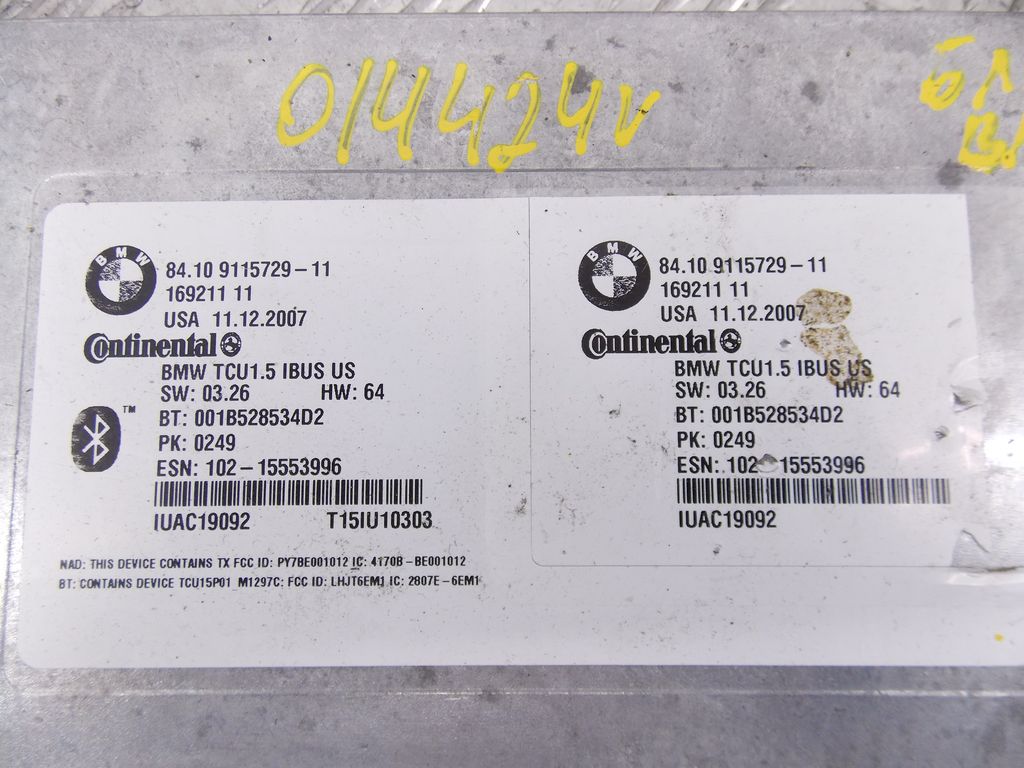 014424V
BMW
84.10 9115729-11
169211 11
USA 11.12.2007
Continental
BMW TCU1.5 IBUS US
SW: 03.26 HW: 64
BT: 001B528534D2
PK: 0249
ESN: 102-15553996
IUAC19092 T15IU10303
NAD: THIS DEVICE CONTAINS TX FCC ID: PY7BE001012 IC: 4170B-BE001012
BT: CONTAINS DEVICE TCU15P01_M1297C: FCC ID: LHJT6EM1 IC: 2807E-6EM1
BMW
84.10 9115729-11
169211 11
USA 11.12.2007
Continental
BMW TCU1.5 IBUS US
SW: 03.26 HW: 64
BT: 001B528534D2
PK: 0249
ESN: 102-15553996
IUAC19092